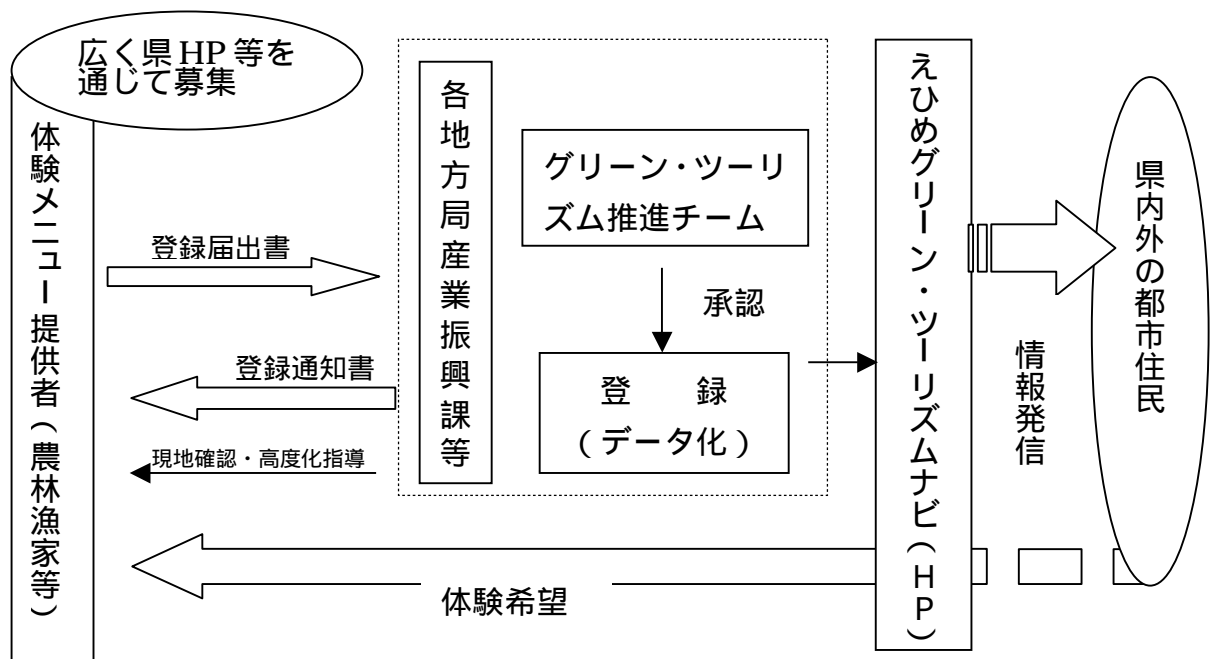 広く県 HP 等を
通じて募集
体験メニュー提供者(農林漁家等)
登録届出書
登録通知書
現地確認・高度化指導
各地方局産業振興課等
グリーン・ツーリ
ズム推進チーム
承認
登　録
(データ化)
えひめグリーン・ツーリズムナビ(HP)
情報発信
県内外の都市住民
体験希望